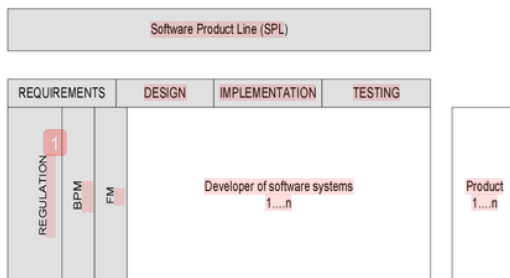 Software Product Line (SPL)
REQUIREMENTS DESIGN IMPLEMENTATION TESTING
1
REGULATION
BPM
FM
Developer of software systems
1....n
Product
1....n